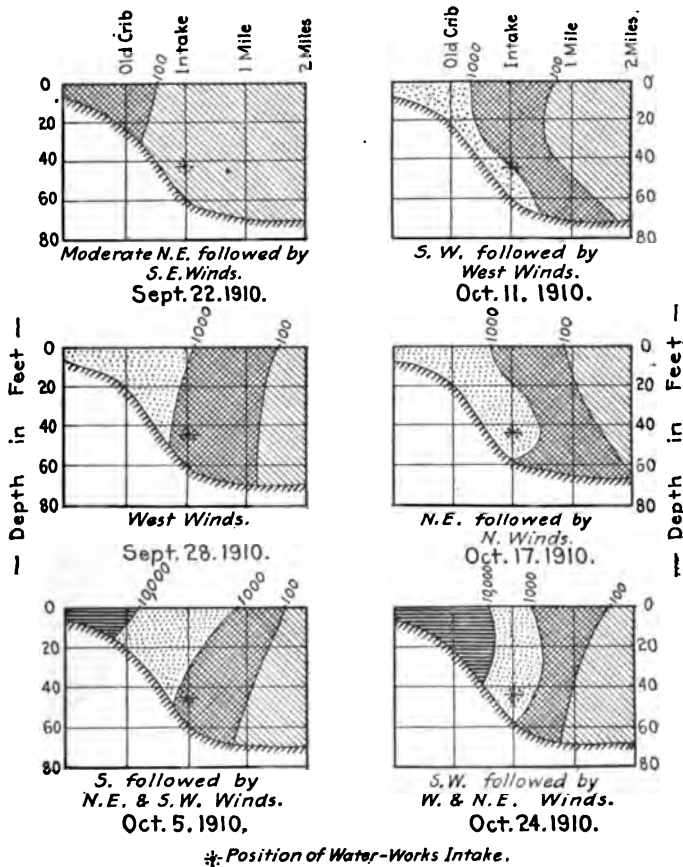 Old Crib
100
Intake
1 Mile
2 Miles.
0
20
40
60
80
Moderate N.E. followed by
S.E. Winds.
Sept. 22. 1910.
Old Crib
1000
Intake
100
1 Mile
2 Miles
0
20
40
60
80
S. W. followed by
West Winds.
Oct. 11. 1910.
— Depth in Feet —
1000
100
0
20
40
60
80
West Winds.
Sept. 28. 1910.
1000
100
0
20
40
60
80
N.E. followed by
N. Winds.
Oct. 17. 1910.
— Depth in Feet —
10,000
1000
100
0
20
40
60
80
S. followed by
N.E. & S.W. Winds.
Oct. 5. 1910,
10,000
1000
100
0
20
40
60
80
S.W. followed by
W. & N.E. Winds.
Oct. 24. 1910.
Position of Water-Works Intake.